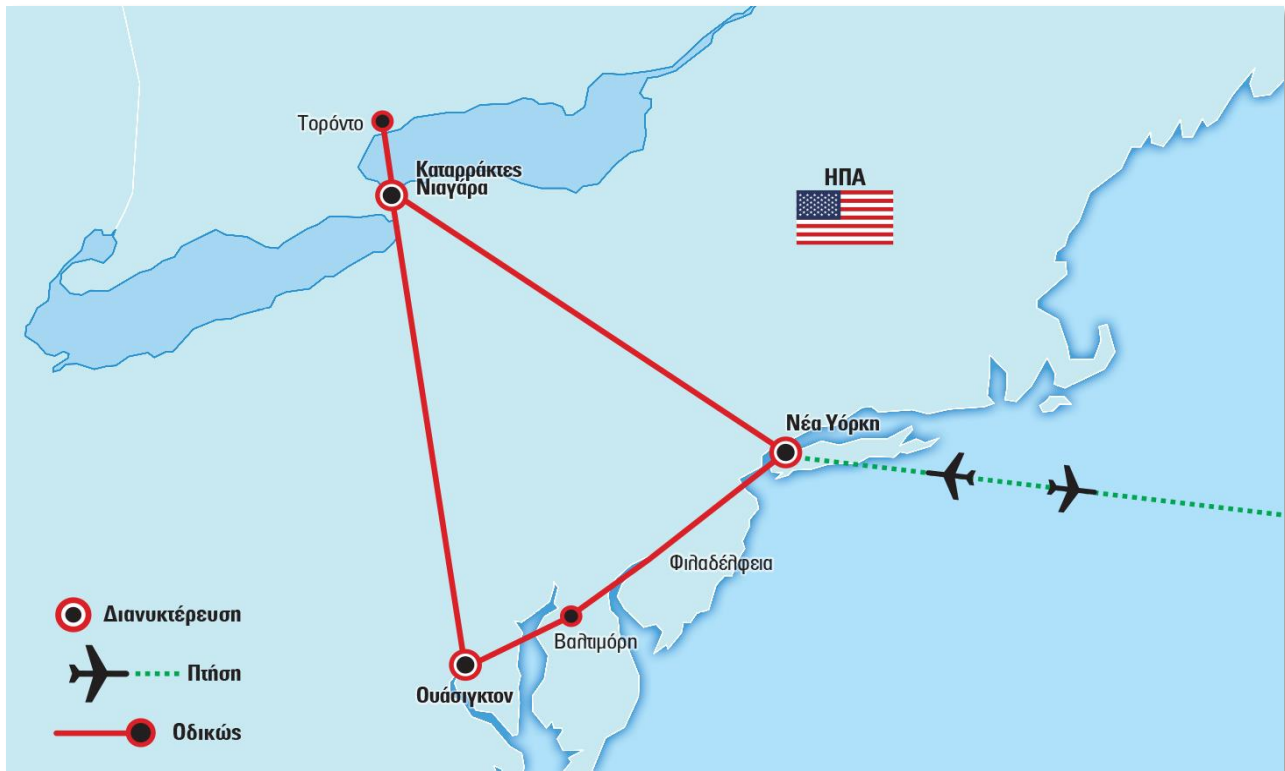 Τορόντο
Καταρράκτες
Νιαγάρα
ΗΠΑ
Νέα Υόρκη
Φιλαδέλφεια
Βαλτιμόρη
Ουάσιγκτον
Διανυκτέρευση
Πτήση
Οδικώς